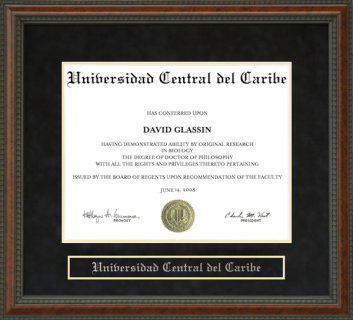 Universidad Central del Caribe
HAS CONFERRED UPON
DAVID GLASSIN
HAVING DEMONSTRATED ABILITY BY ORIGINAL RESEARCH
IN BIOLOGY
THE DEGREE OF DOCTOR OF PHILOSOPHY
WITH ALL THE RIGHTS AND PRIVILEGES THERETO PERTAINING
ISSUED BY THE BOARD OF REGENTS UPON RECOMMENDATION OF THE FACULTY
JUNE 14, 2008
PROVOST
PRESIDENT
Universidad Central del Caribe